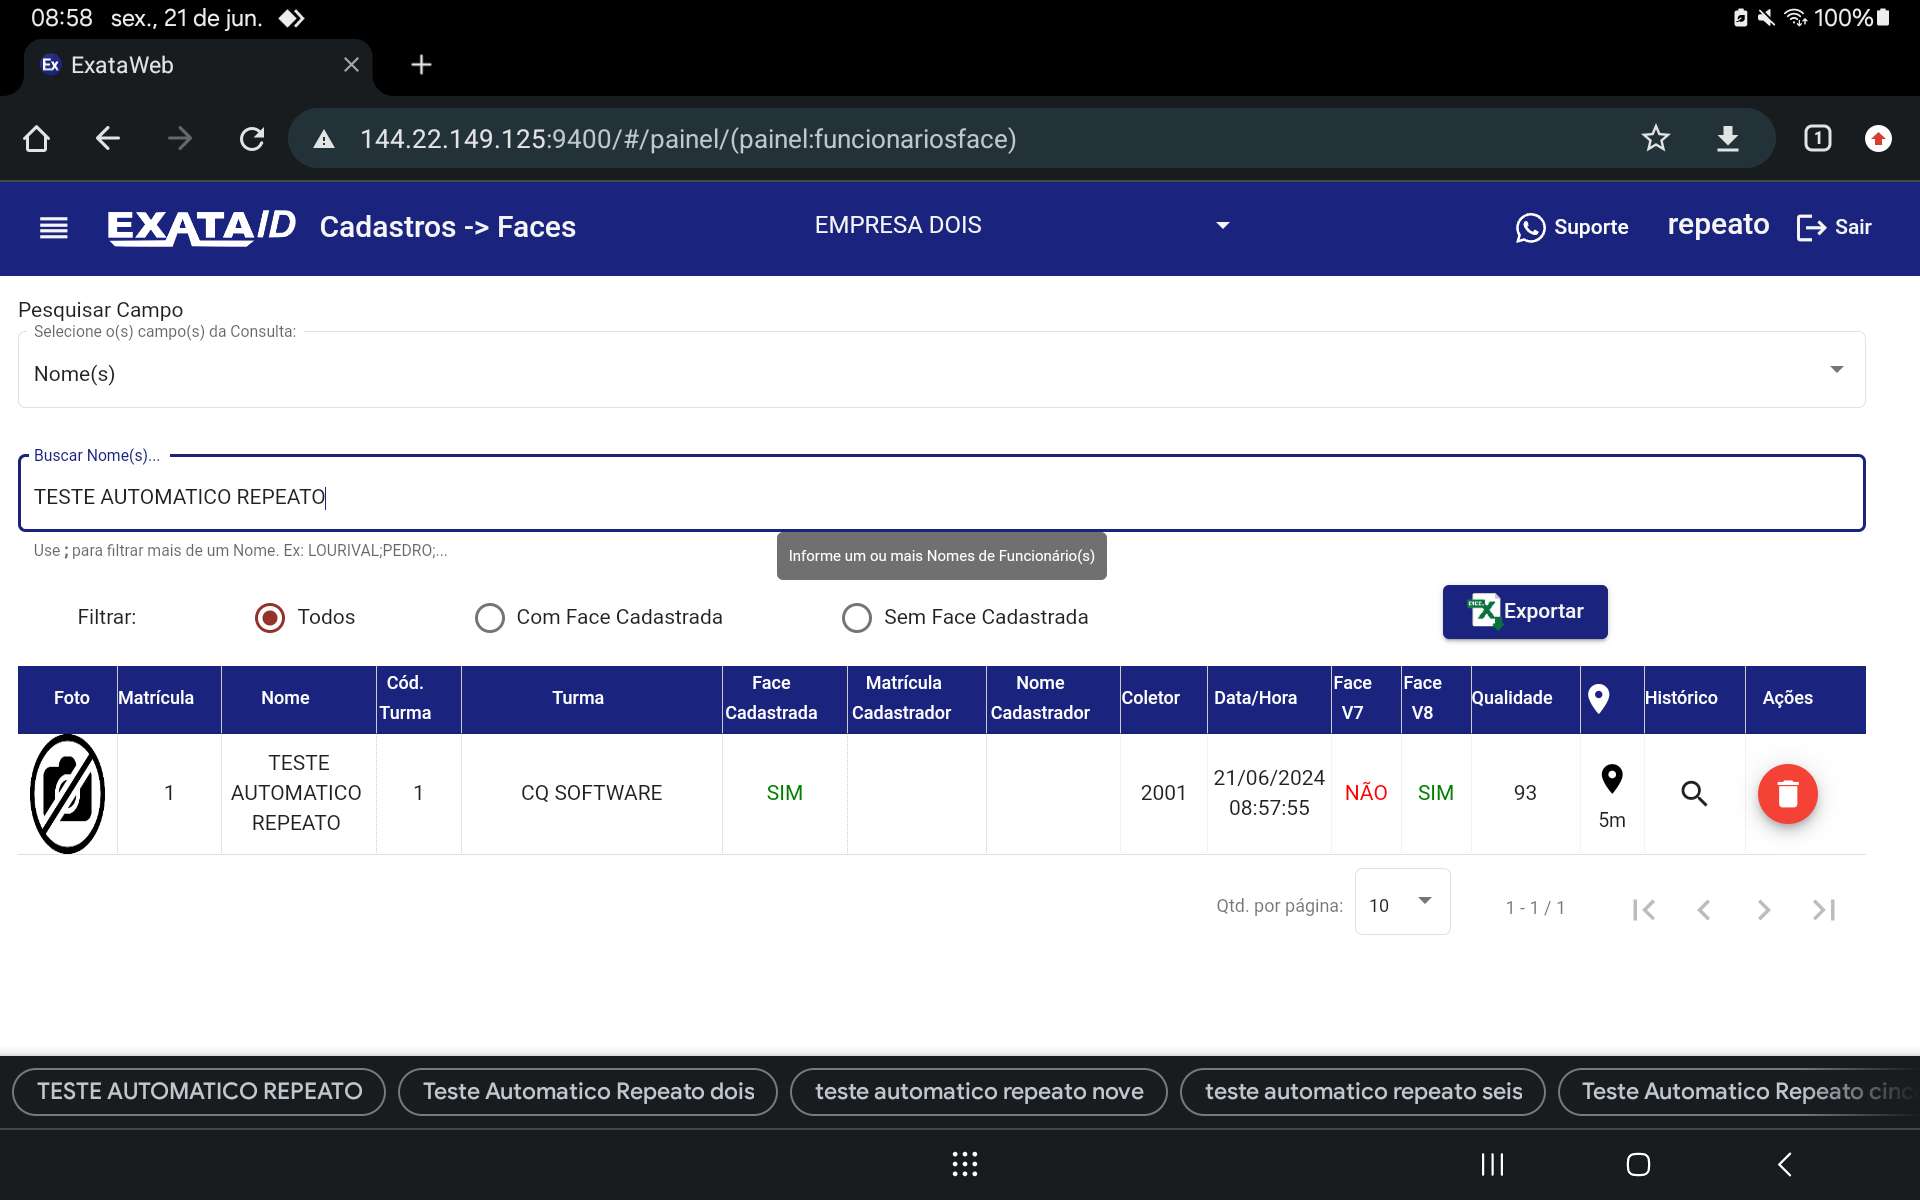 08:58 sex., 21 de jun. 100%
Ex ExataWeb
144.22.149.125:9400/#/painel/(painel:funcionariosface) 1
EXATA/D Cadastros -> Faces EMPRESA DOIS Suporte repeato Sair
Pesquisar Campo
Selecione o(s) campo(s) da Consulta:
Nome(s)
Buscar Nome(s)...
TESTE AUTOMATICO REPEATO
Use ; para filtrar mais de um Nome. Ex: LOURIVAL;PEDRO;...
Informe um ou mais Nomes de Funcionário(s)
Filtrar: Todos Com Face Cadastrada Sem Face Cadastrada Exportar
Foto Matrícula Nome Cód. Turma Turma Face Cadastrada Matrícula Cadastrador Nome Cadastrador Coletor Data/Hora Face V7 Face V8 Qualidade Histórico Ações
1 TESTE AUTOMATICO REPEATO 1 CQ SOFTWARE SIM 2001 21/06/2024 08:57:55 NÃO SIM 93 5m
Qtd. por página: 10 1 - 1 / 1
TESTE AUTOMATICO REPEATO Teste Automatico Repeato dois teste automatico repeato nove teste automatico repeato seis Teste Automatico Repeato cinc